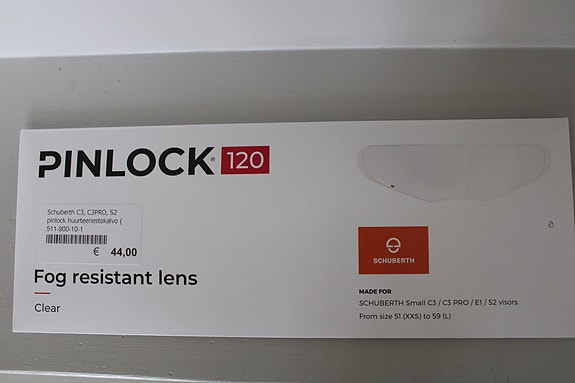 PINLOCK® 120
Schuberth C3, C3PRO, S2
pinlock huurteenestokalvo (
511-900-10-1
€ 44,00
Fog resistant lens
Clear
SCHUBERTH
MADE FOR
SCHUBERTH Small C3 / C3 PRO / E1 / S2 visors
From size 51 (XXS) to 59 (L)